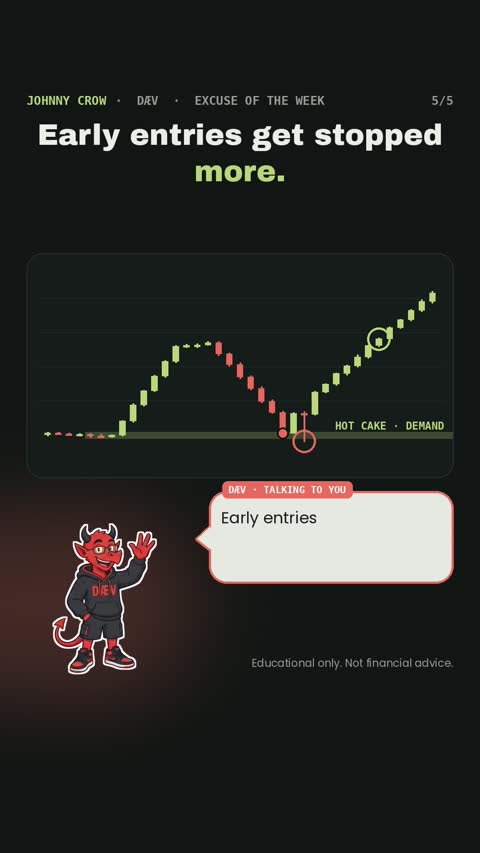 JOHNNY CROW · DÆV · EXCUSE OF THE WEEK 5/5
Early entries get stopped
more.
HOT CAKE · DEMAND
DÆV · TALKING TO YOU
Early entries
DÆV
Educational only. Not financial advice.